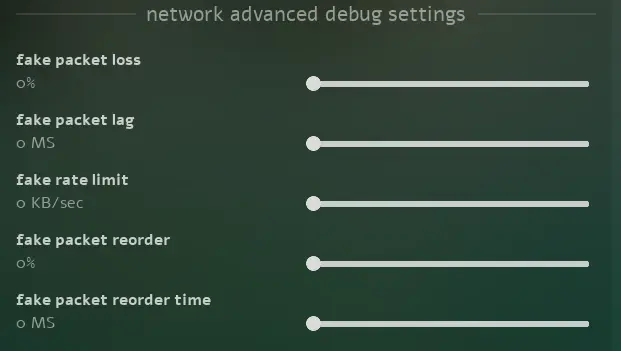 network advanced debug settings
fake packet loss
0%
fake packet lag
0 MS
fake rate limit
0 KB/sec
fake packet reorder
0%
fake packet reorder time
0 MS